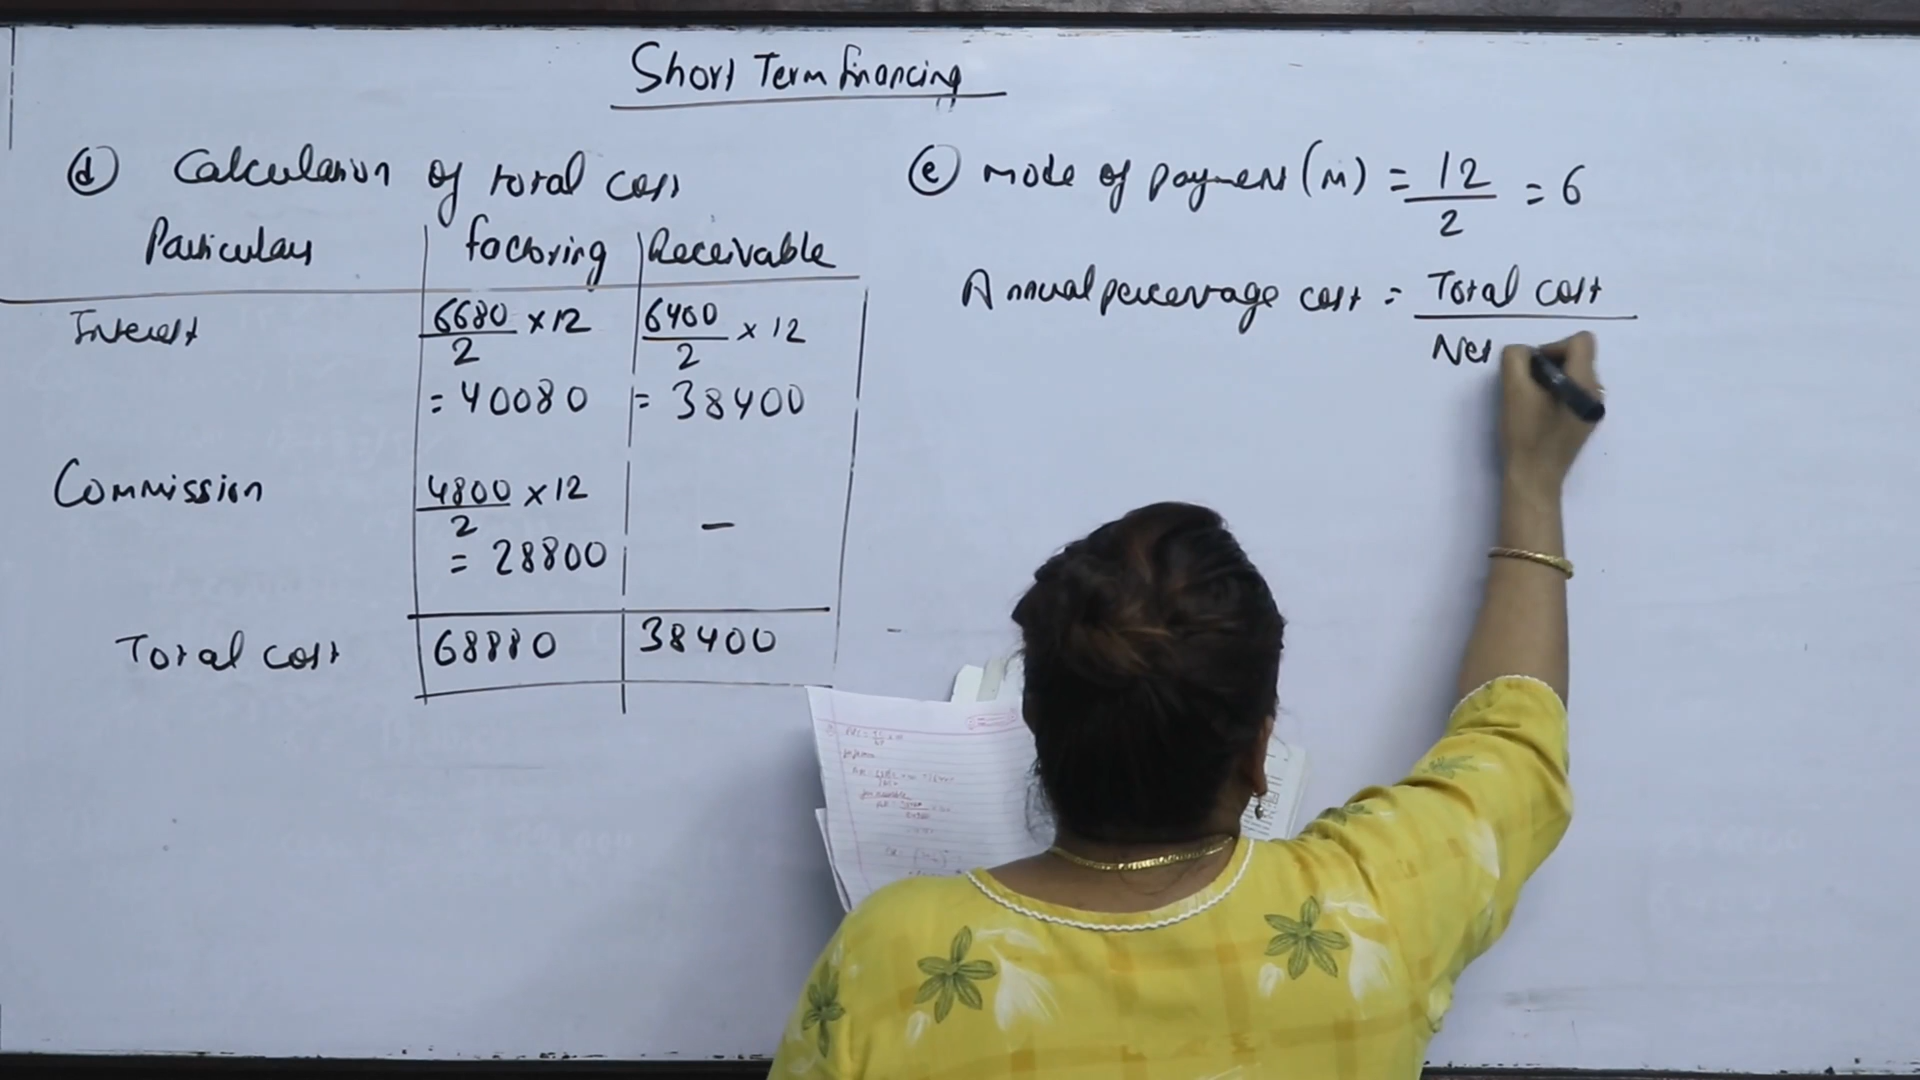 Short Term financing
(d) Calculation of total cost
Particulars factoring Receivable
Interest 6680/2 x 12 6400/2 x 12
= 40080 = 38400
Commission 4800/2 x 12 -
= 28800
Total cost 68880 38400
(e) mode of payment (m) = 12/2 = 6
Annual percentage cost = Total cost
Net